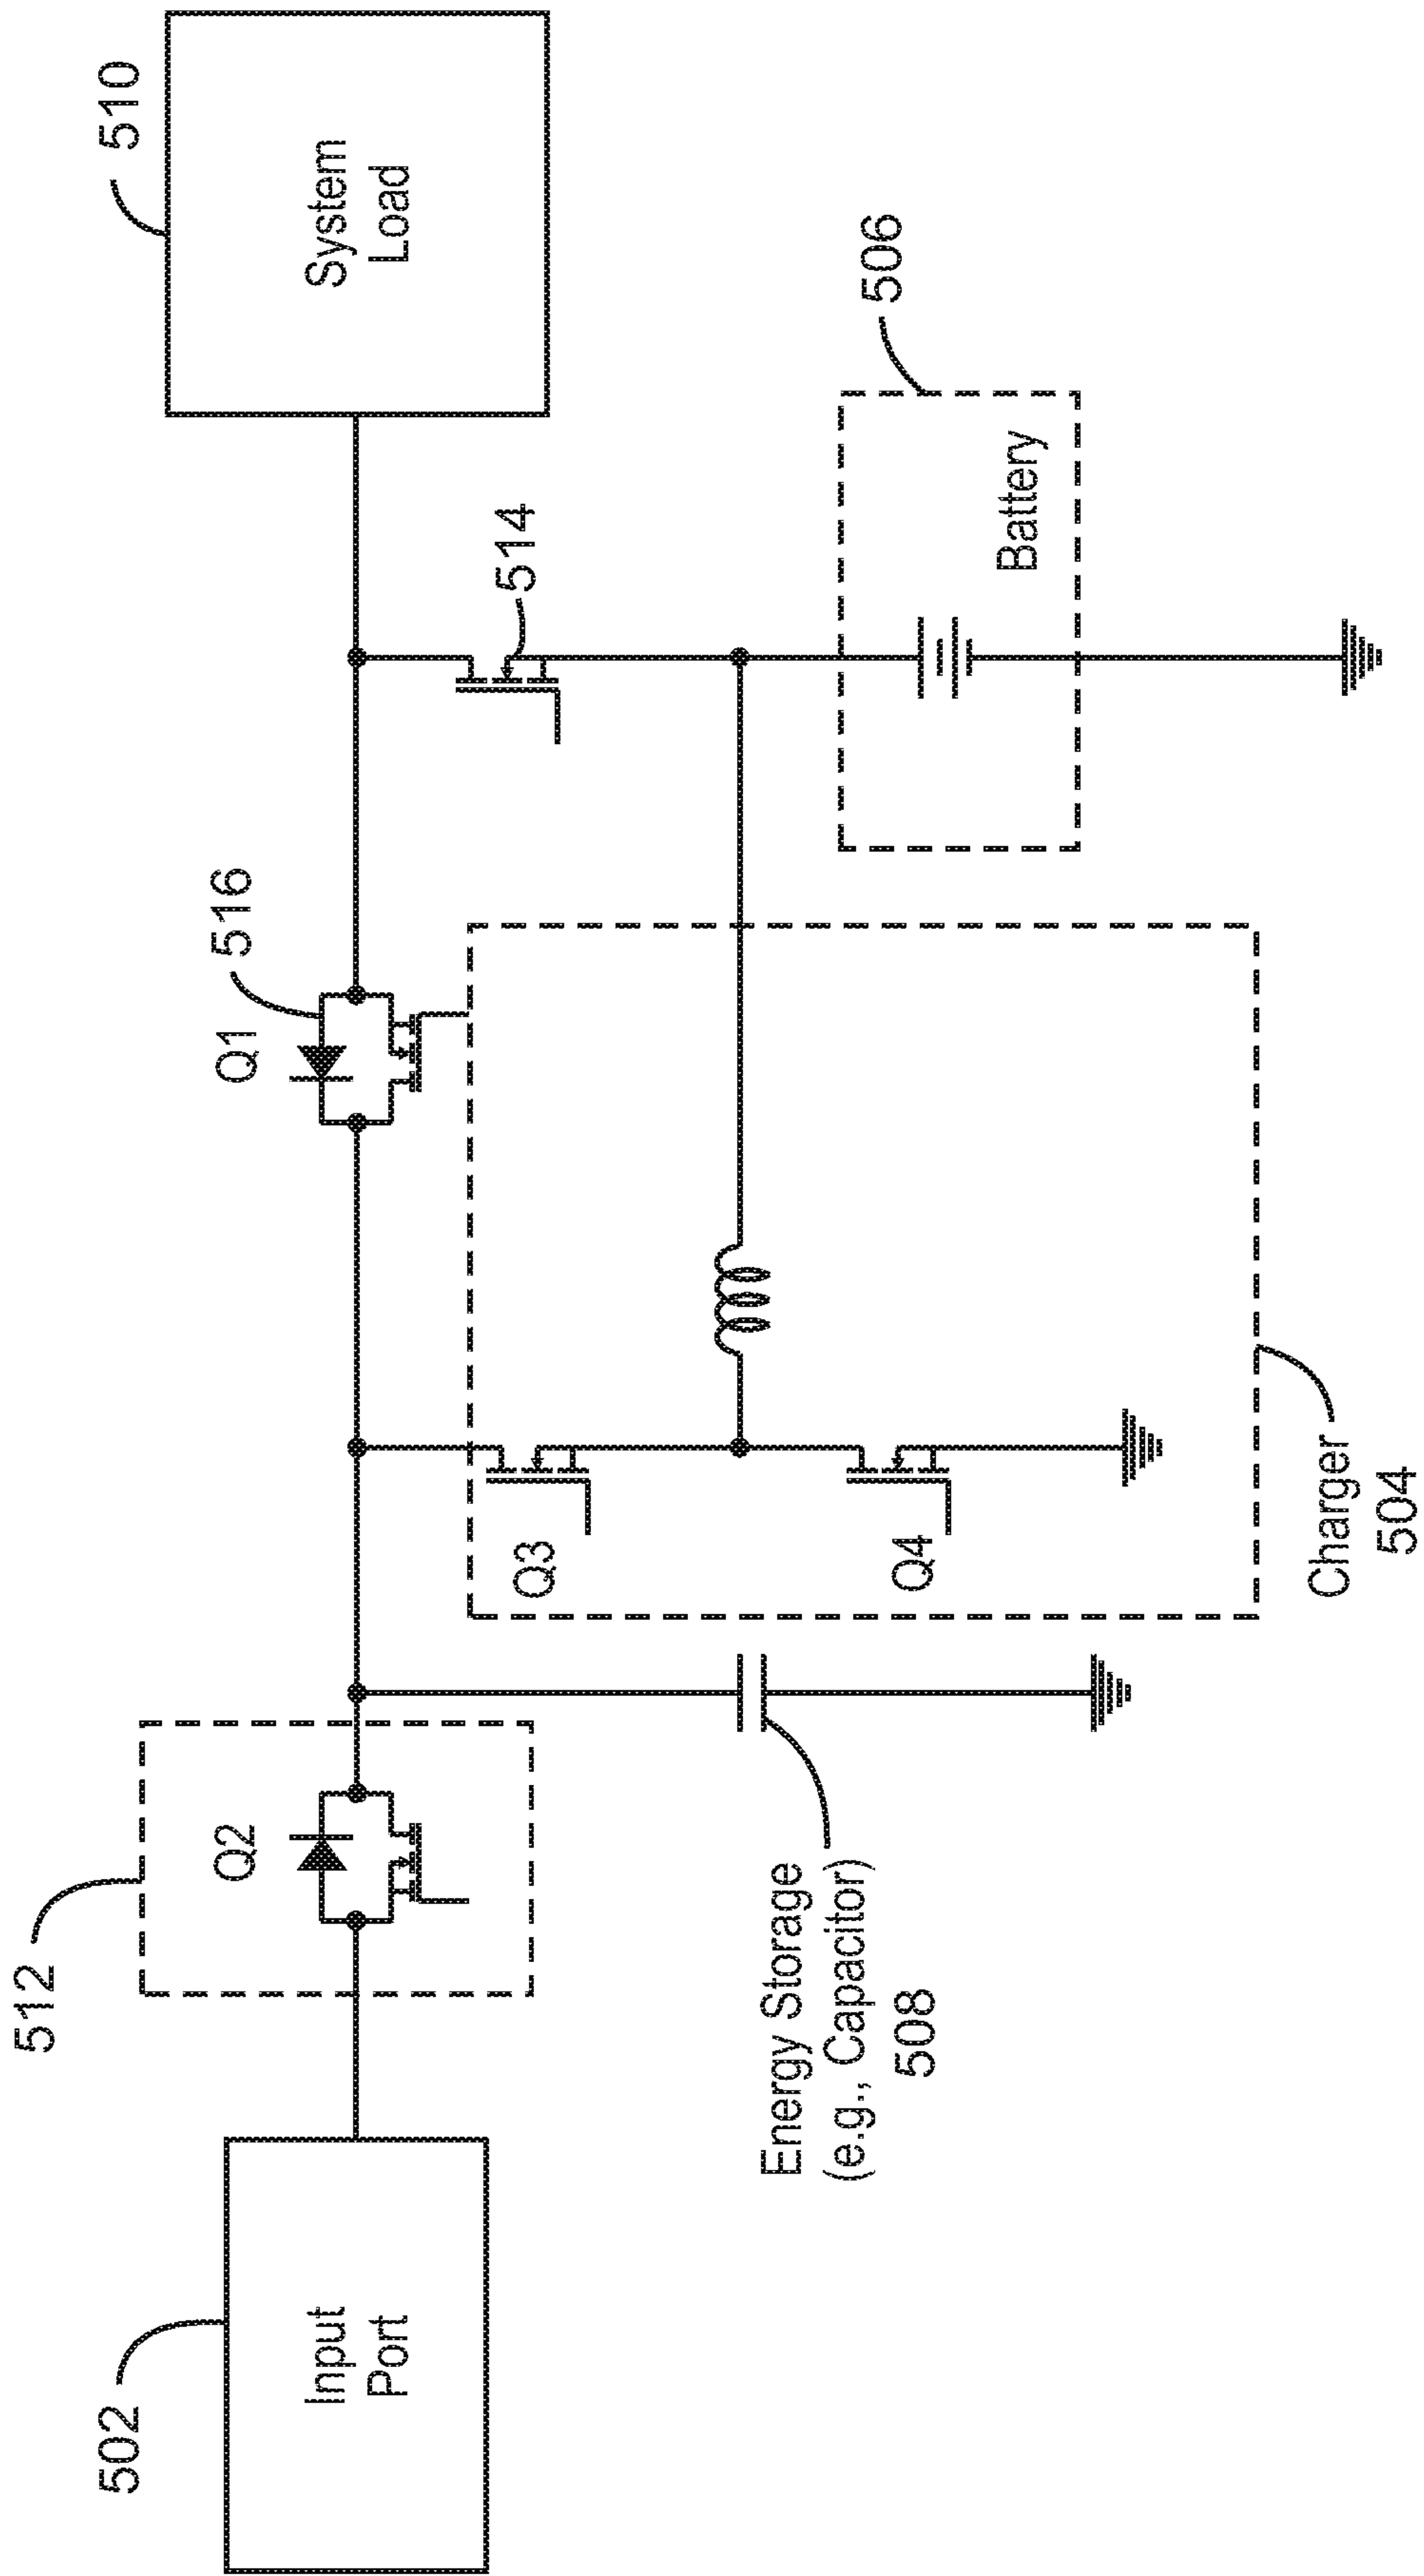 512
Q2
Q1
516
510
502
Input
Port
System
Load
514
506
Battery
Q3
Q4
Energy Storage
(e.g., Capacitor)
508
Charger
504